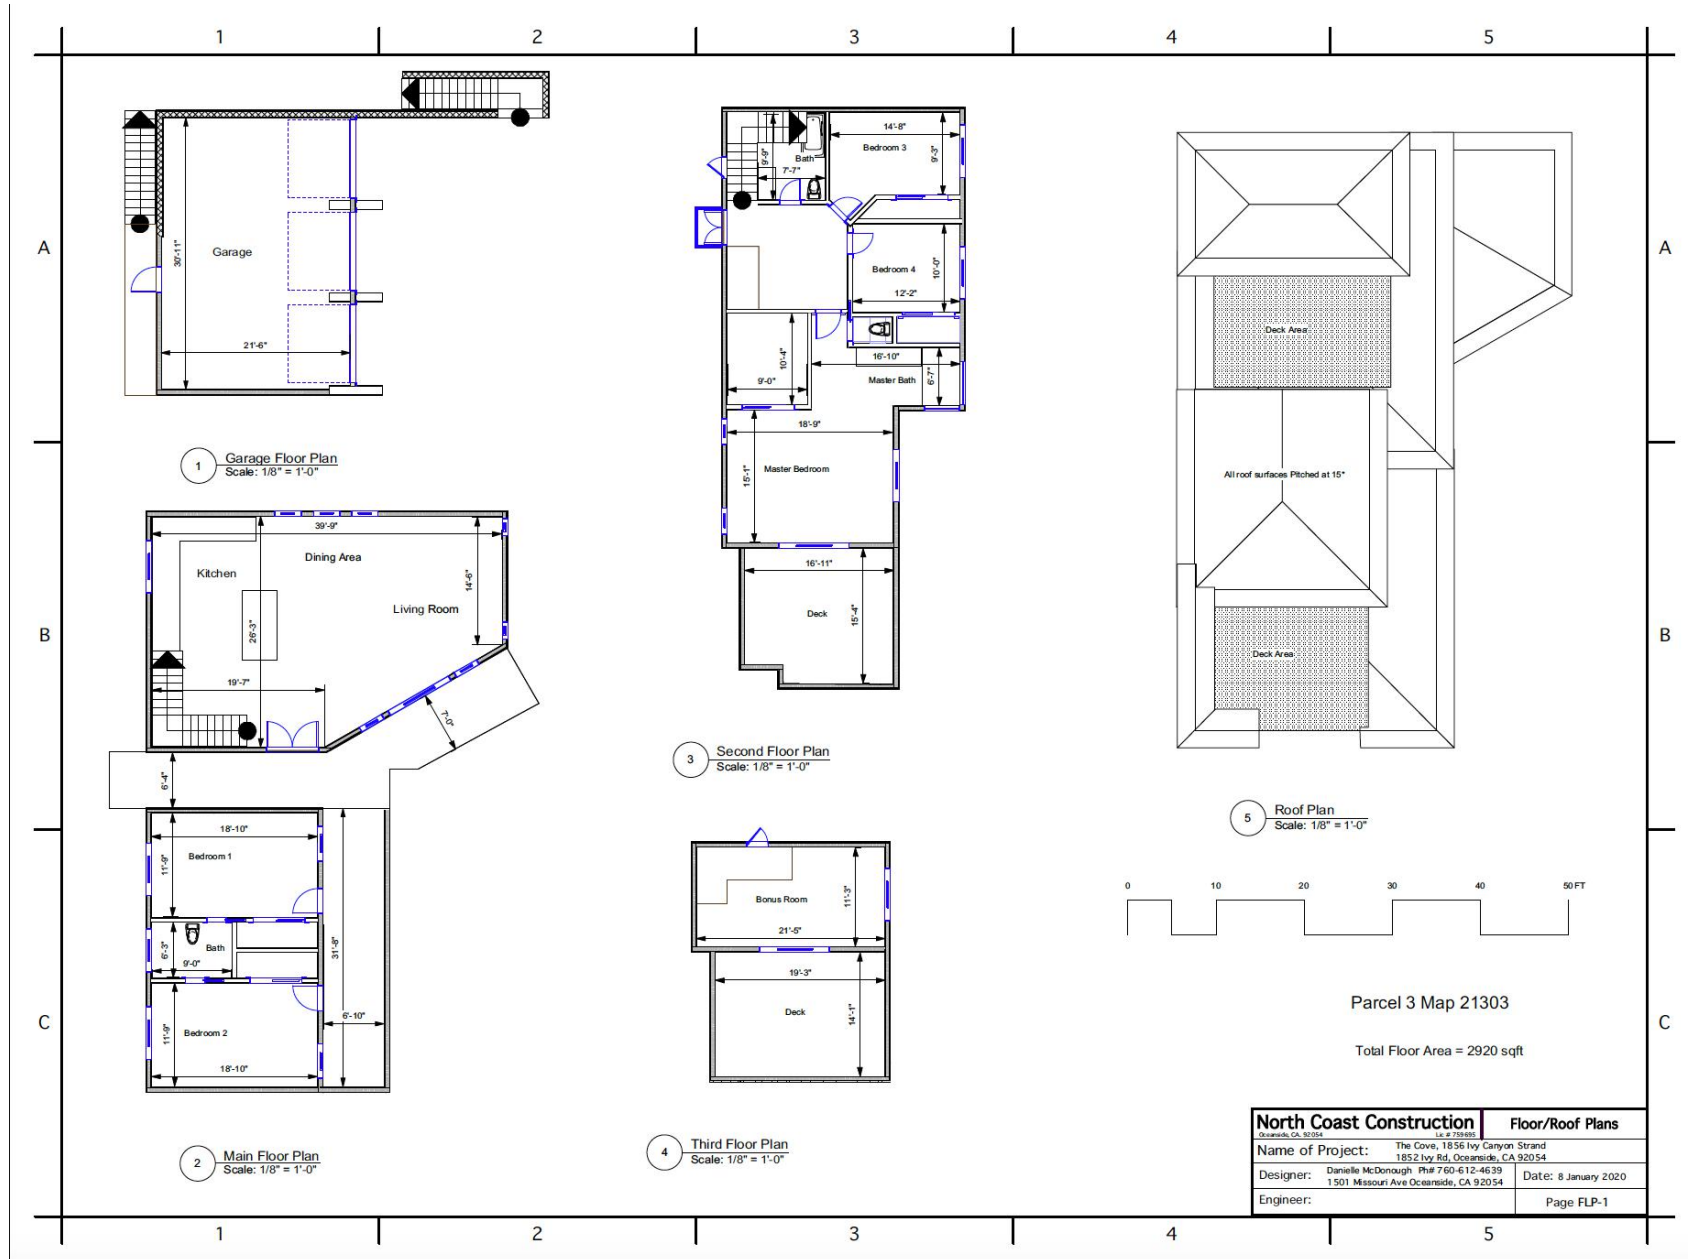 1 2 3 4 5
A
B
C
A
B
C
30'-11"
Garage
21'-6"
1
Garage Floor Plan
Scale: 1/8" = 1'-0"
39'-9"
Dining Area
Kitchen
14'-6"
Living Room
26'-3"
19'-7"
7'-0"
6'-4"
18'-10"
Bedroom 1
11'-9"
6'-3"
Bath
9'-0"
31'-8"
6'-10"
11'-9"
Bedroom 2
18'-10"
2
Main Floor Plan
Scale: 1/8" = 1'-0"
14'-8"
Bedroom 3
9'-3"
9'-9"
Bath
7'-7"
Bedroom 4
10'-0"
12'-2"
10'-4"
9'-0"
16'-10"
Master Bath
6'-7"
18'-9"
Master Bedroom
15'-1"
16'-11"
Deck
15'-4"
3
Second Floor Plan
Scale: 1/8" = 1'-0"
Bonus Room
11'-3"
21'-5"
19'-3"
Deck
14'-1"
4
Third Floor Plan
Scale: 1/8" = 1'-0"
Deck Area
All roof surfaces Pitched at 15°
Deck Area
5
Roof Plan
Scale: 1/8" = 1'-0"
0 10 20 30 40 50 FT
Parcel 3 Map 21303
Total Floor Area = 2920 sqft
North Coast Construction
Oceanside, CA. 92054 Lic # 759695
Floor/Roof Plans
Name of Project: The Cove, 1856 Ivy Canyon Strand
1852 Ivy Rd, Oceanside, CA 92054
Designer: Danielle McDonough Ph# 760-612-4639
1501 Missouri Ave Oceanside, CA 92054
Date: 8 January 2020
Engineer:
Page FLP-1
1 2 3 4 5